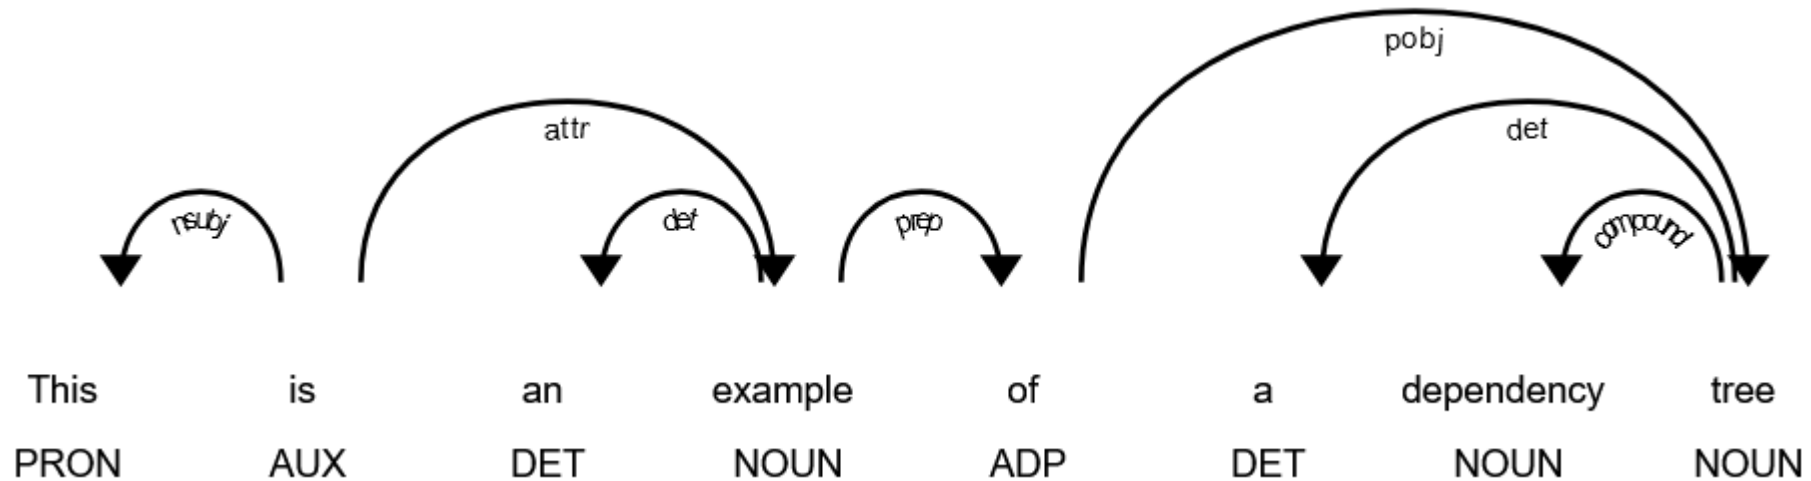 pobj
attr det
nsubj det prep compound
This is an example of a dependency tree
PRON AUX DET NOUN ADP DET NOUN NOUN